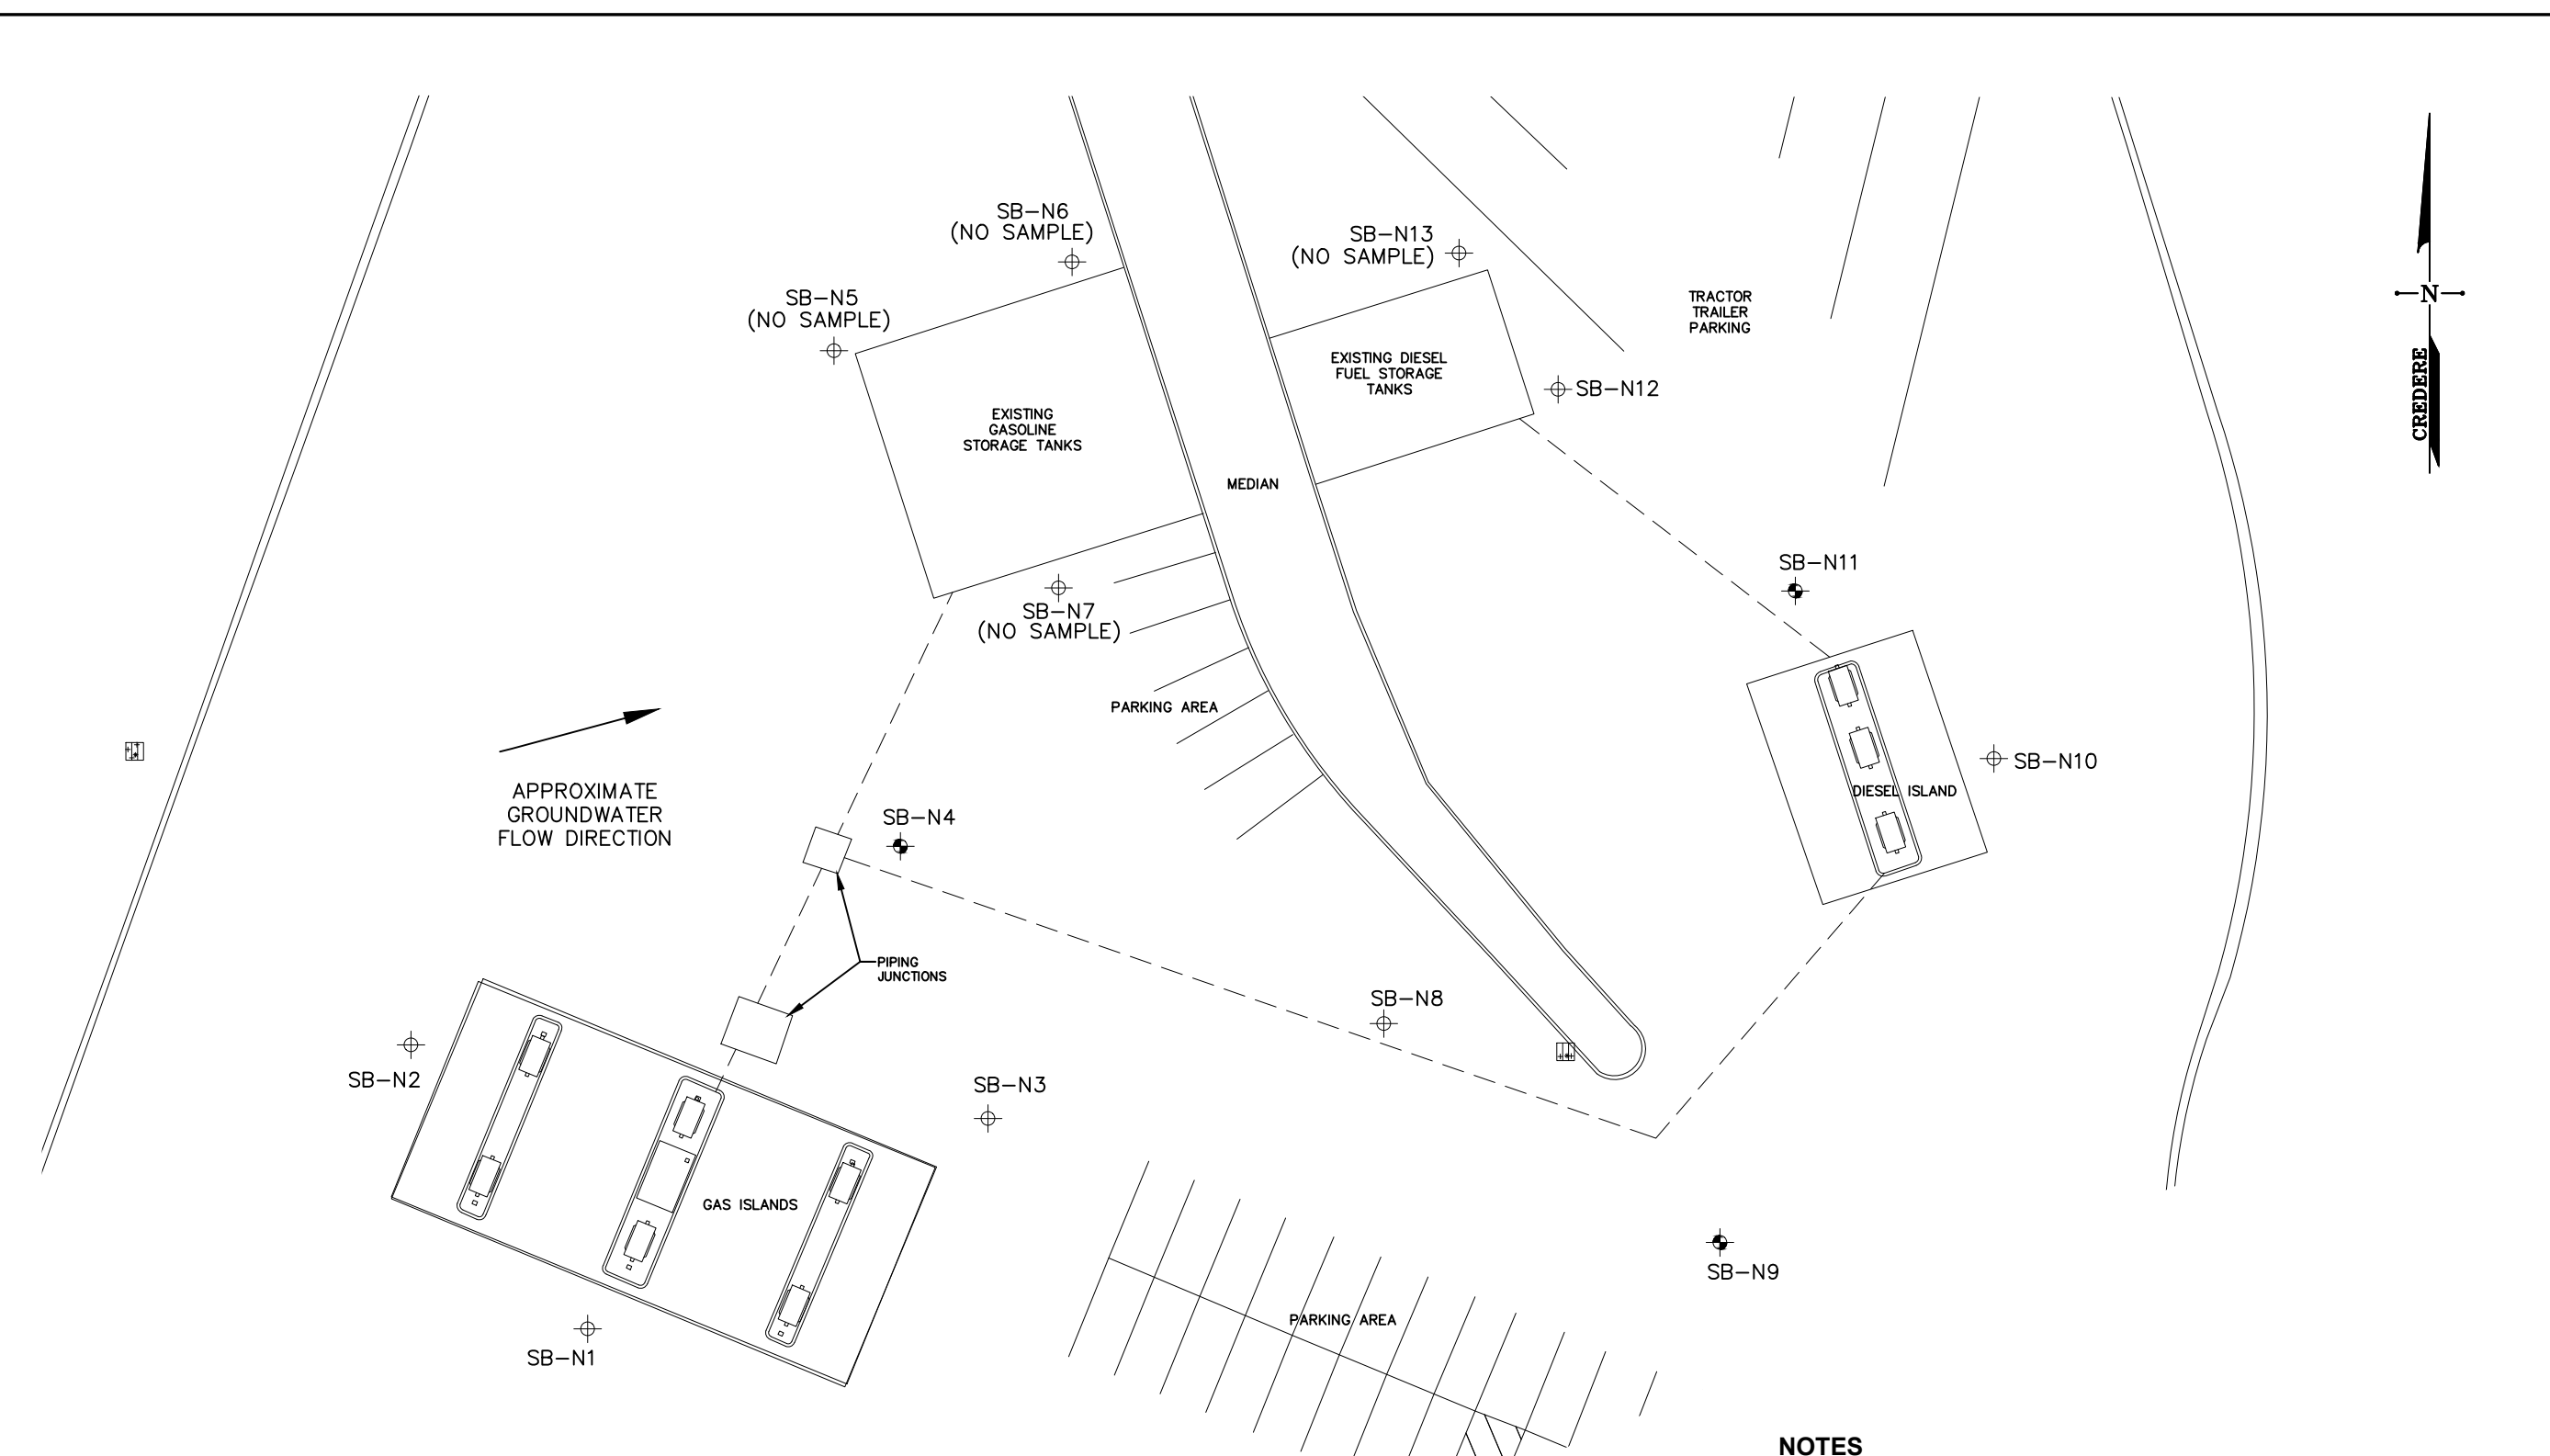 SB-N6
(NO SAMPLE)
SB-N13
(NO SAMPLE)
SB-N5
(NO SAMPLE)
TRACTOR
TRAILER
PARKING
N
CREDERE
EXISTING DIESEL
FUEL STORAGE
TANKS
SB-N12
EXISTING
GASOLINE
STORAGE TANKS
MEDIAN
SB-N11
SB-N7
(NO SAMPLE)
PARKING AREA
SB-N10
DIESEL ISLAND
APPROXIMATE
GROUNDWATER
FLOW DIRECTION
SB-N4
PIPING
JUNCTIONS
SB-N8
SB-N2
SB-N3
GAS ISLANDS
SB-N9
PARKING AREA
SB-N1
NOTES